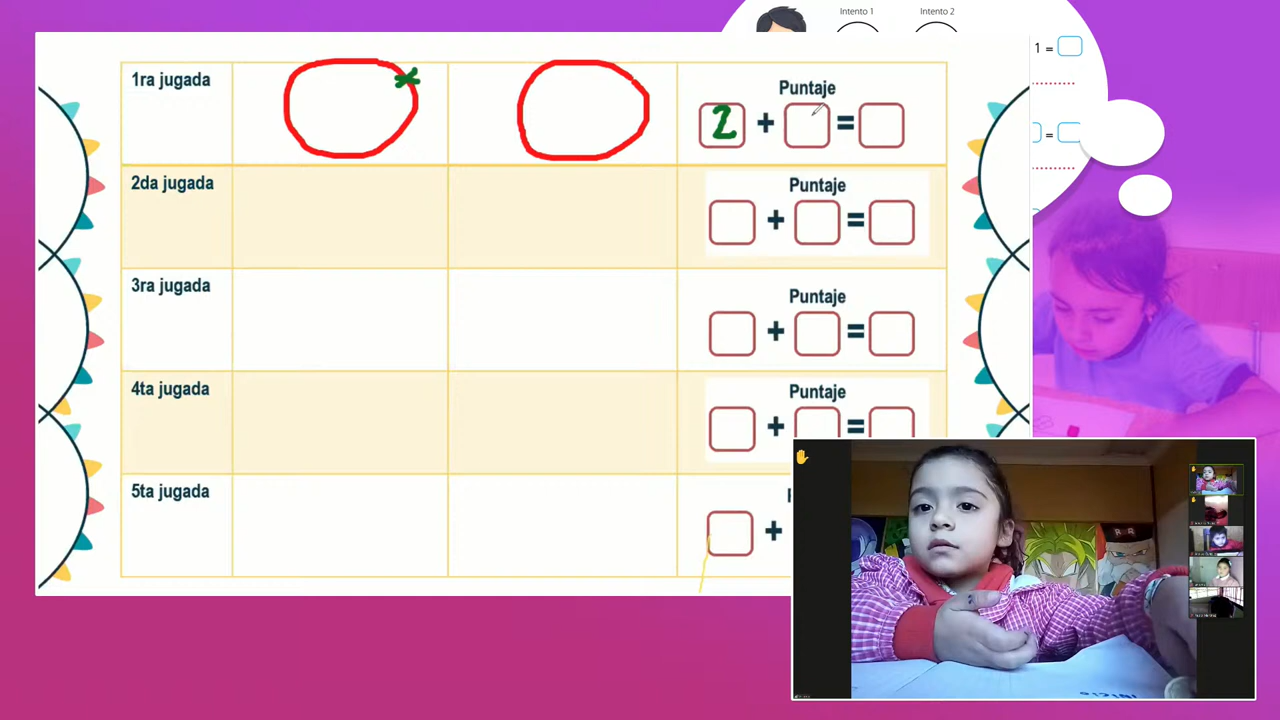 Intento 1
Intento 2
1 =
=
1ra jugada
Puntaje
2 + =
2da jugada
Puntaje
+ =
3ra jugada
Puntaje
+ =
4ta jugada
Puntaje
+ =
5ta jugada
+